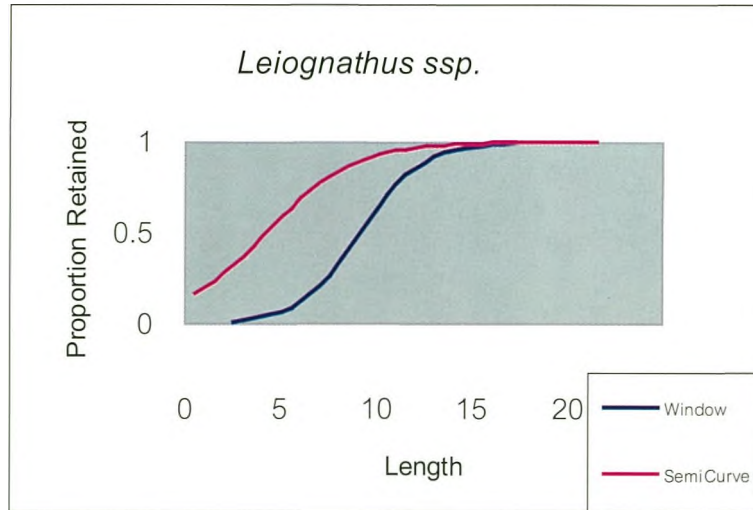 Leiognathus ssp.
Proportion Retained
1
0.5
0
0 5 10 15 20
Length
Window
SemiCurve